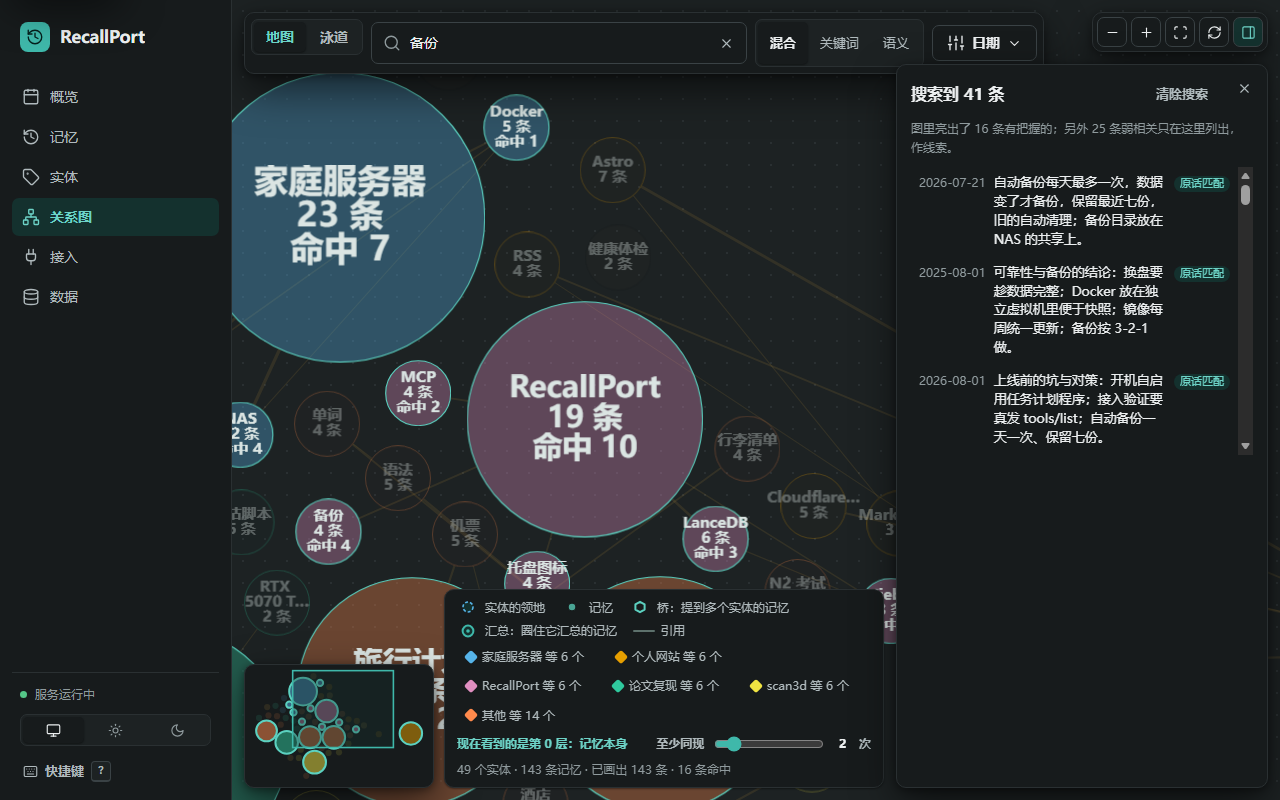 RecallPort
概览
记忆
实体
关系图
接入
数据
服务运行中
快捷键 ?
地图 泳道
备份
混合 关键词 语义
日期
搜索到 41 条
清除搜索
图里亮出了 16 条有把握的；另外 25 条弱相关只在这里列出，
作线索。
2026-07-21 自动备份每天最多一次，数据 原话匹配
变了才备份，保留最近七份，
旧的自动清理；备份目录放在
NAS 的共享上。
2025-08-01 可靠性与备份的结论：换盘要 原话匹配
趁数据完整；Docker 放在独
立虚拟机里便于快照；镜像每
周统一更新；备份按 3-2-1
做。
2026-08-01 上线前的坑与对策：开机自启 原话匹配
用任务计划程序；接入验证要
真发 tools/list；自动备份一
天一次、保留七份。
家庭服务器
23 条
命中 7
Docker
5 条
命中 1
Astro
7 条
RSS
4 条
健康体检
2 条
RecallPort
19 条
命中 10
MCP
4 条
命中 2
单词
4 条
命中 4
语法
5 条
行李清单
4 条
Cloudflare...
5 条
备份
4 条
命中 4
机票
5 条
LanceDB
6 条
命中 3
托盘图标
4 条
RTX
5070 T...
2 条
N2 考试
酒店
实体的领地 记忆 桥：提到多个实体的记忆
汇总：圈住它汇总的记忆 引用
家庭服务器 等 6 个 个人网站 等 6 个
RecallPort 等 6 个 论文复现 等 6 个 scan3d 等 6 个
其他 等 14 个
现在看到的是第 0 层：记忆本身 至少同现 2 次
49 个实体 · 143 条记忆 · 已画出 143 条 · 16 条命中